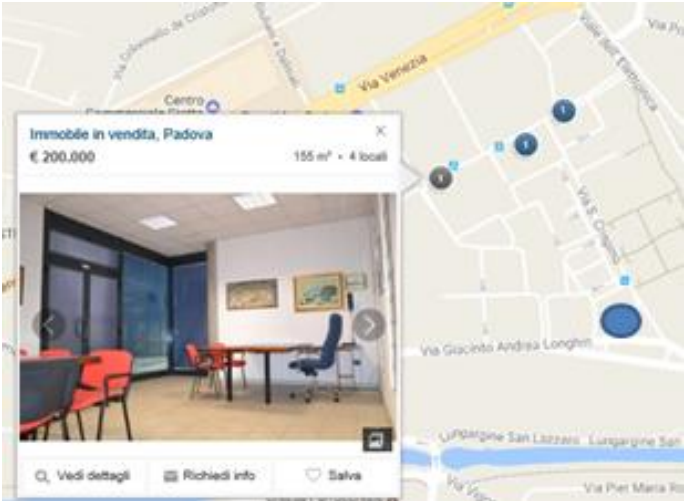 Via Venezia
Centro
Immobile in vendita, Padova
€ 200.000
155 m² • 4 locali
Via Giacinto Andrea Longhin
Via S. Crispino
Viale dell'Elettronica
Lungargine San Lazzaro
Lungargine San
Vedi dettagli
Richiedi info
Salva
Via Pier Maria